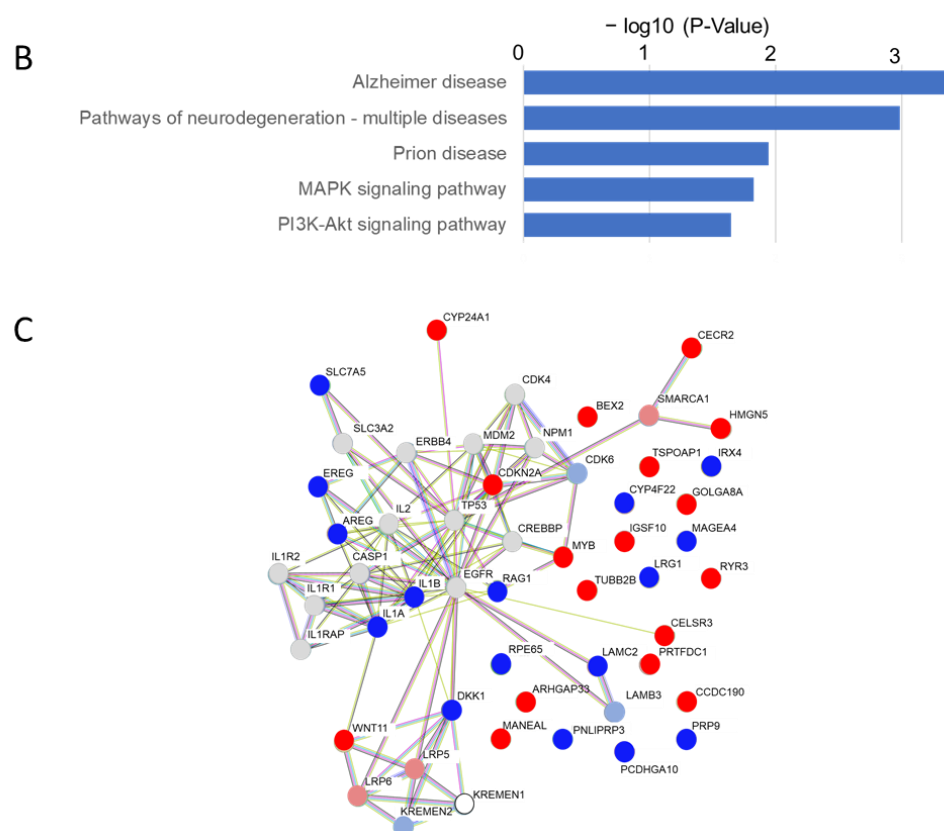 B
− log10 (P-Value)
0 1 2 3
Alzheimer disease
Pathways of neurodegeneration - multiple diseases
Prion disease
MAPK signaling pathway
PI3K-Akt signaling pathway
C
CYP24A1
CECR2
SLC7A5
CDK4
BEX2
SMARCA1
HMGN5
SLC3A2
ERBB4
MDM2
NPM1
CDK6
TSPOAP1
IRX4
EREG
CDKN2A
CYP4F22
GOLGA8A
AREG
IL2
TP53
CREBBP
MYB
IGSF10
MAGEA4
IL1R2
CASP1
EGFR
RAG1
TUBB2B
LRG1
RYR3
IL1R1
IL1B
IL1A
IL1RAP
CELSR3
RPE65
LAMC2
PRTFDC1
DKK1
ARHGAP33
LAMB3
CCDC190
WNT11
MANEAL
PNLIPRP3
PRP9
LRP5
PCDHGA10
LRP6
KREMEN1
KREMEN2